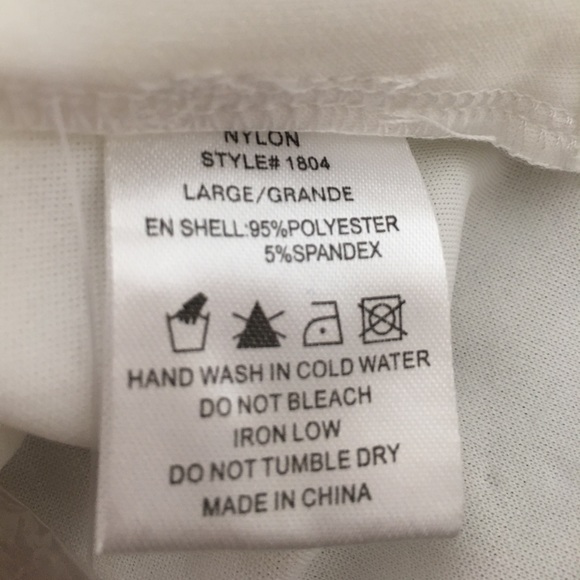 NYLON
STYLE# 1804
LARGE/GRANDE
EN SHELL:95%POLYESTER
5%SPANDEX
HAND WASH IN COLD WATER
DO NOT BLEACH
IRON LOW
DO NOT TUMBLE DRY
MADE IN CHINA